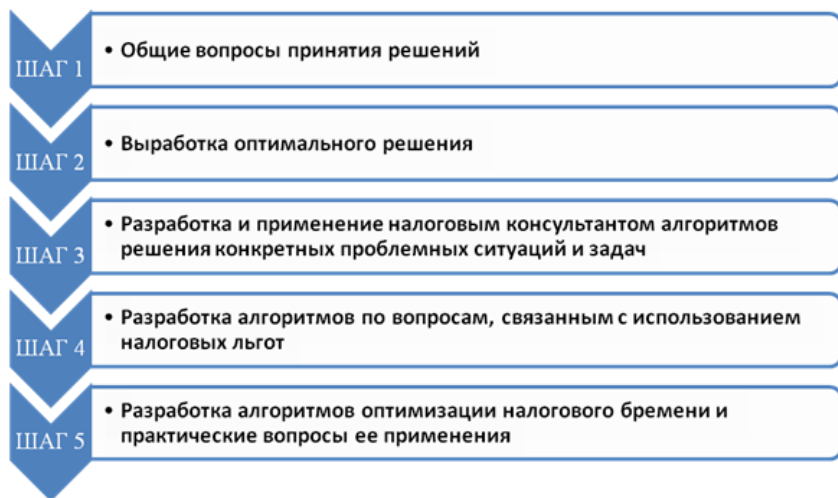 ШАГ 1
• Общие вопросы принятия решений
ШАГ 2
• Выработка оптимального решения
ШАГ 3
• Разработка и применение налоговым консультантом алгоритмов
решения конкретных проблемных ситуаций и задач
ШАГ 4
• Разработка алгоритмов по вопросам, связанным с использованием
налоговых льгот
ШАГ 5
• Разработка алгоритмов оптимизации налогового бремени и
практические вопросы ее применения